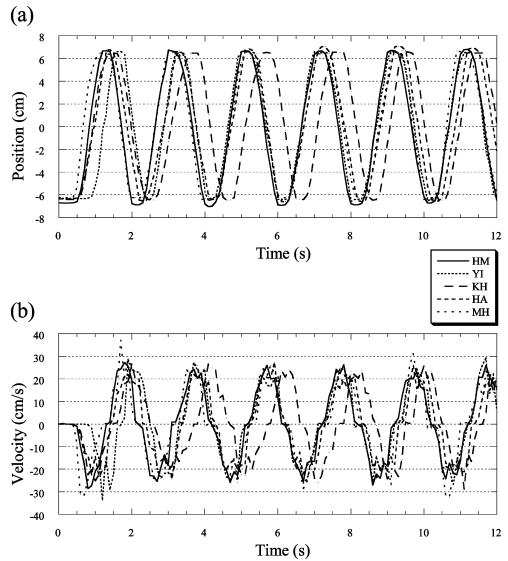 (a)
8
6
4
2
0
-2
-4
-6
-8
Position (cm)
0 2 4 6 8 10 12
Time (s)
HM
YI
KH
HA
MH
(b)
40
30
20
10
0
-10
-20
-30
-40
Velocity (cm/s)
0 2 4 6 8 10 12
Time (s)